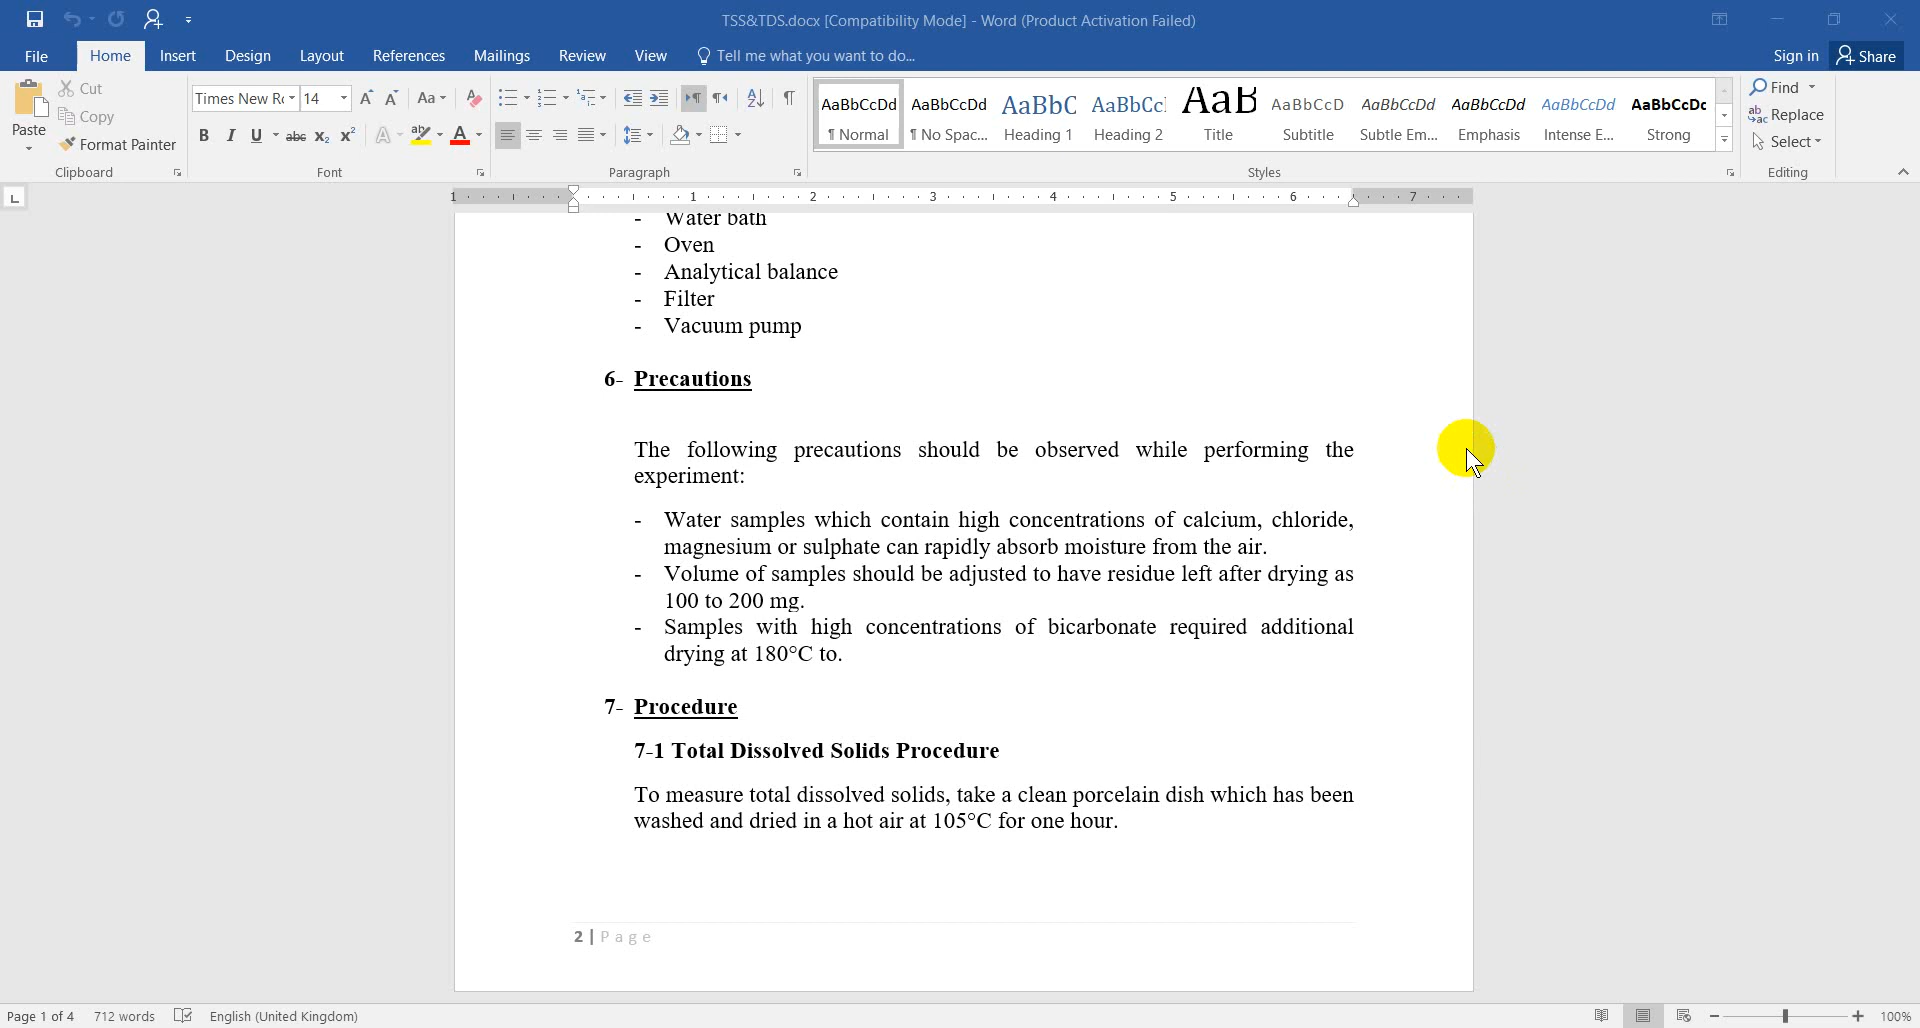 TSS&TDS.docx [Compatibility Mode] - Word (Product Activation Failed)
File Home Insert Design Layout References Mailings Review View Tell me what you want to do... Sign in Share
Paste
Cut
Copy
Format Painter
Clipboard
Times New Ro 14
Font
Paragraph
AaBbCcDd AaBbCcDd AaBbC AaBbCc AaB AaBbCcD AaBbCcDd AaBbCcDd AaBbCcDd AaBbCcDc
¶ Normal ¶ No Spac... Heading 1 Heading 2 Title Subtitle Subtle Em... Emphasis Intense E... Strong
Styles
Find
Replace
Select
Editing
1 1 2 3 4 5 6 7
- Water bath
- Oven
- Analytical balance
- Filter
- Vacuum pump
6- Precautions
The following precautions should be observed while performing the
experiment:
- Water samples which contain high concentrations of calcium, chloride,
magnesium or sulphate can rapidly absorb moisture from the air.
- Volume of samples should be adjusted to have residue left after drying as
100 to 200 mg.
- Samples with high concentrations of bicarbonate required additional
drying at 180°C to.
7- Procedure
7-1 Total Dissolved Solids Procedure
To measure total dissolved solids, take a clean porcelain dish which has been
washed and dried in a hot air at 105°C for one hour.
2 | Page
Page 1 of 4 712 words English (United Kingdom) 100%